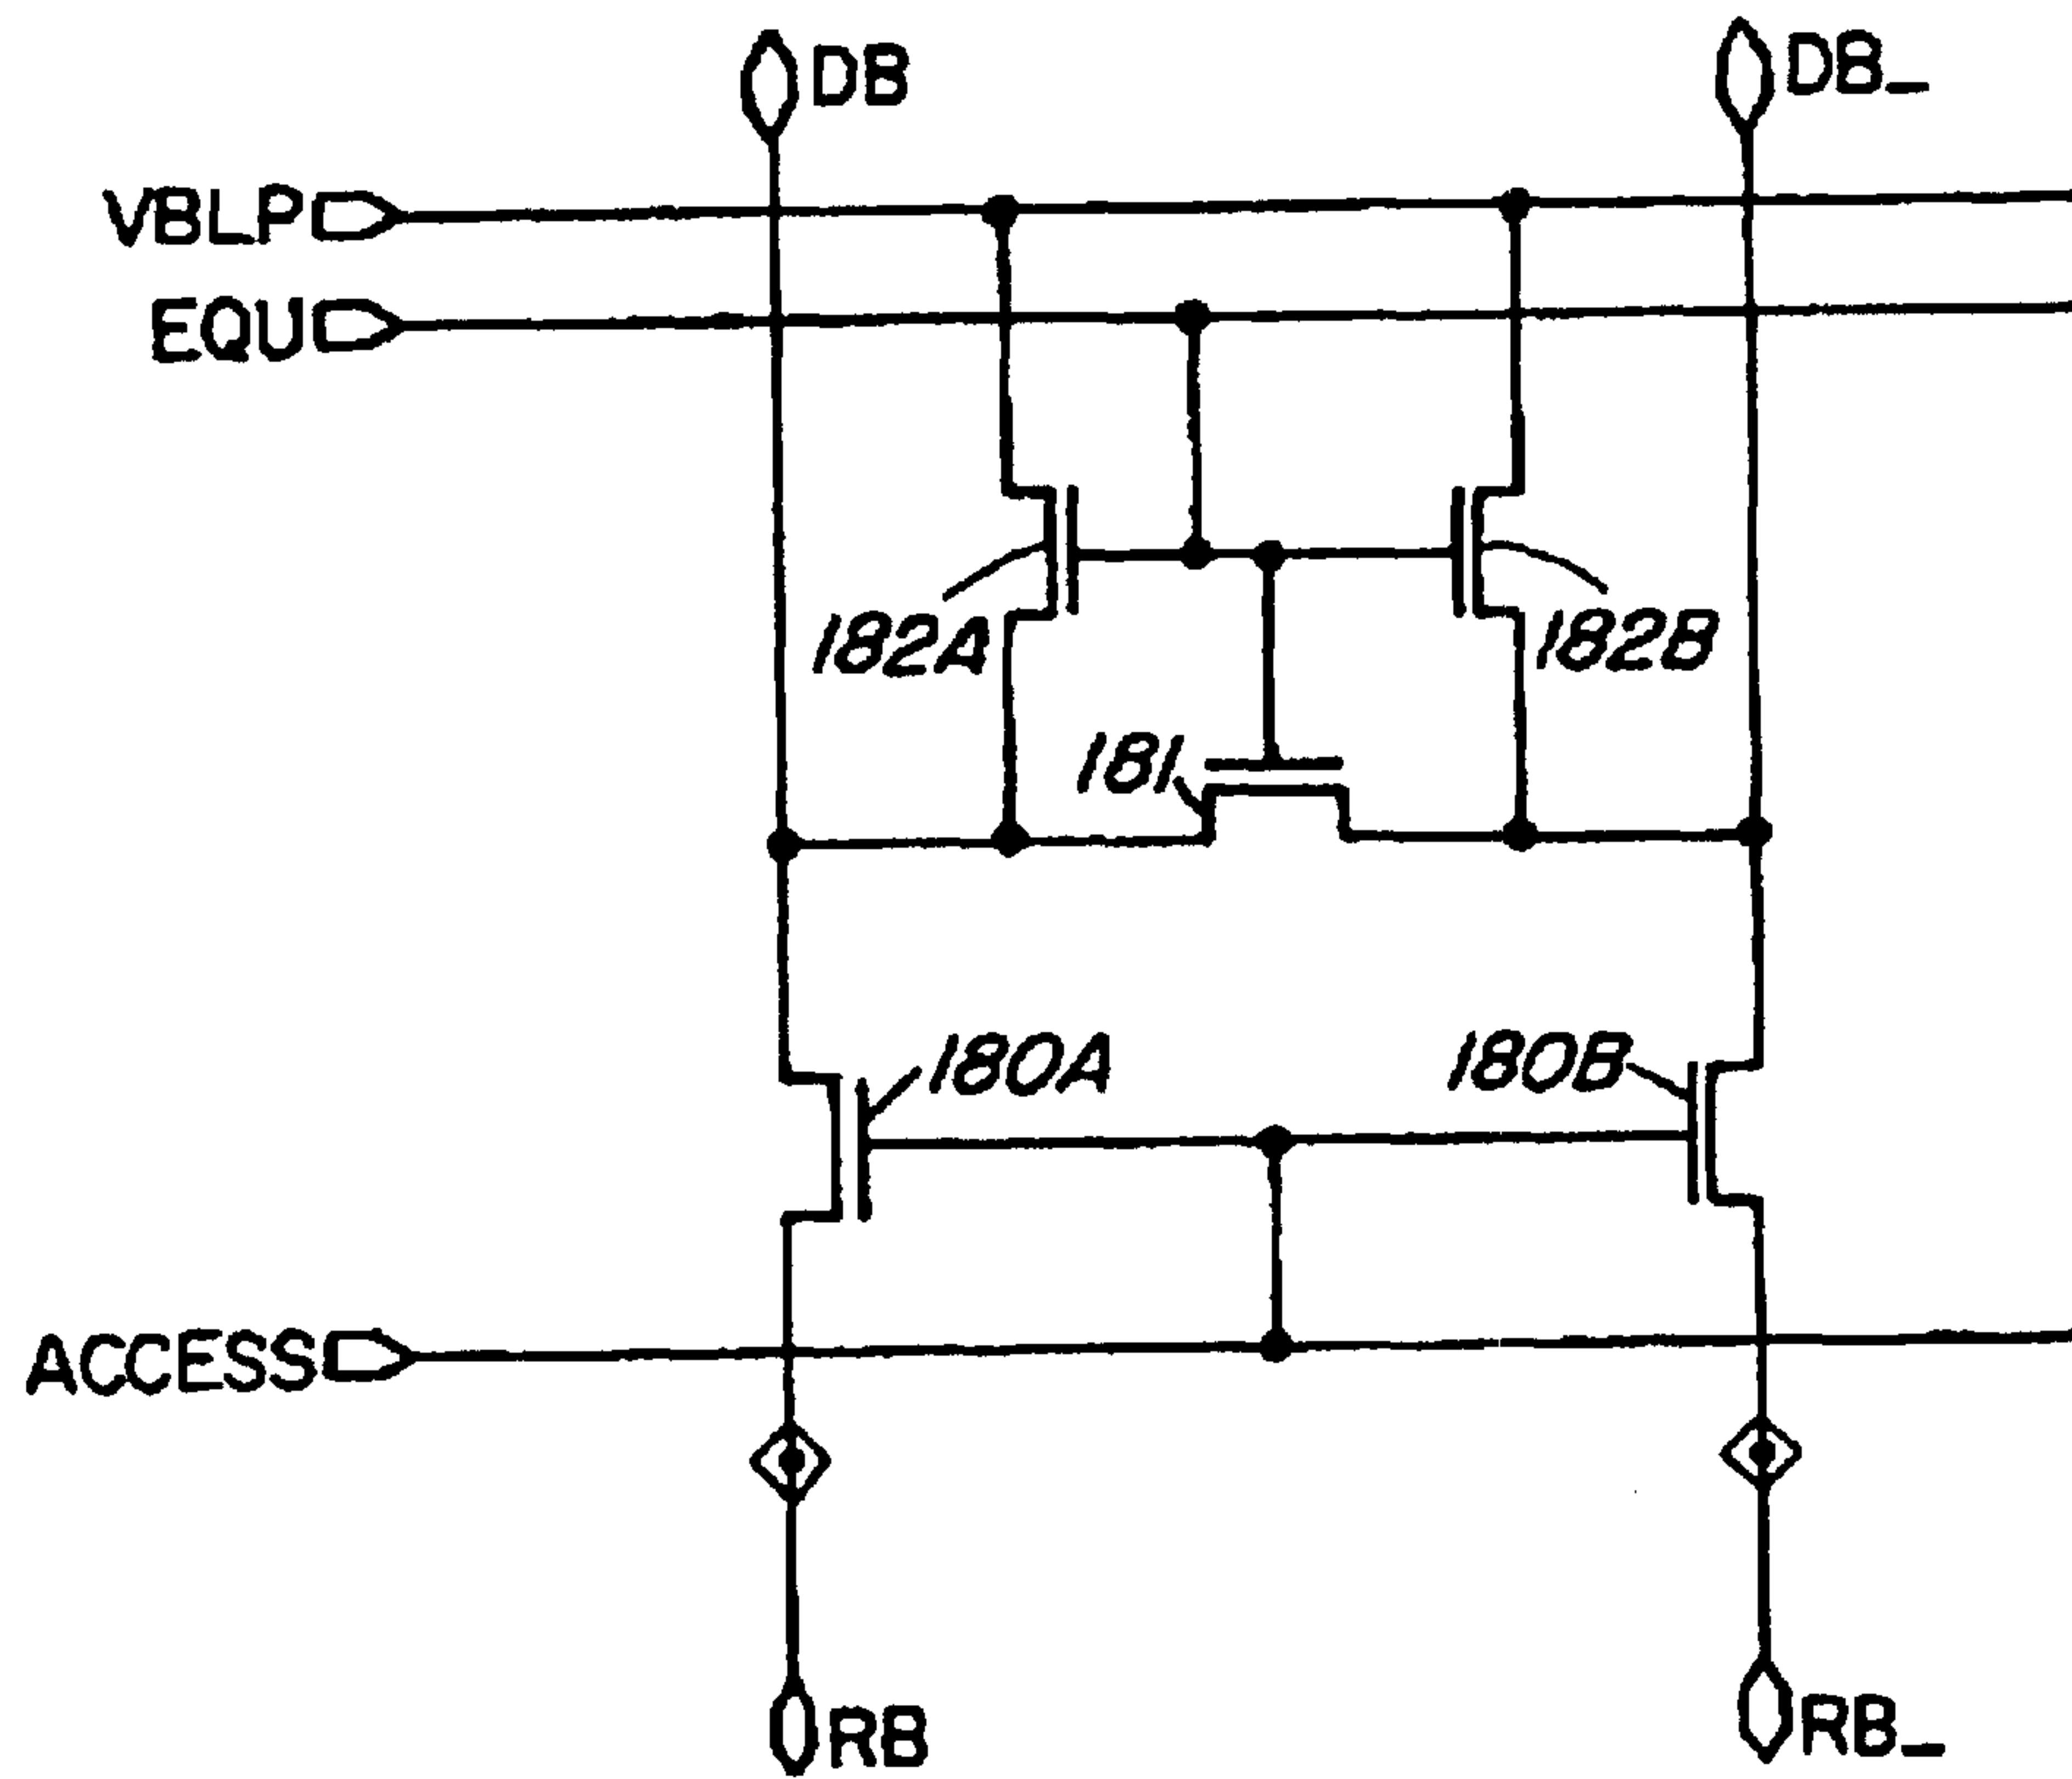 DB
DB_
VBLP
EQU
182A
182B
181
180A
180B
ACCESS
RB
RB_